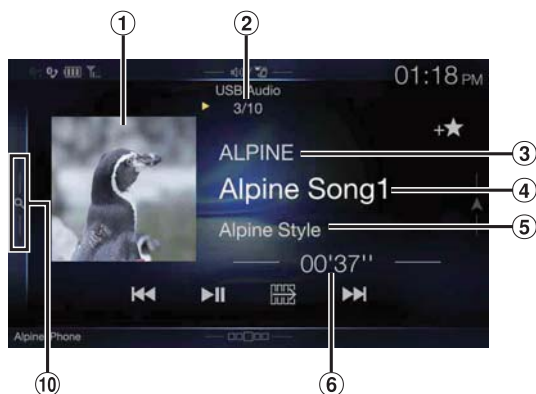 ① ②
01:18 PM
USB Audio
3/10
ALPINE ③
Alpine Song1 ④
Alpine Style ⑤
00'37''
Alpine Phone
⑩ ⑥